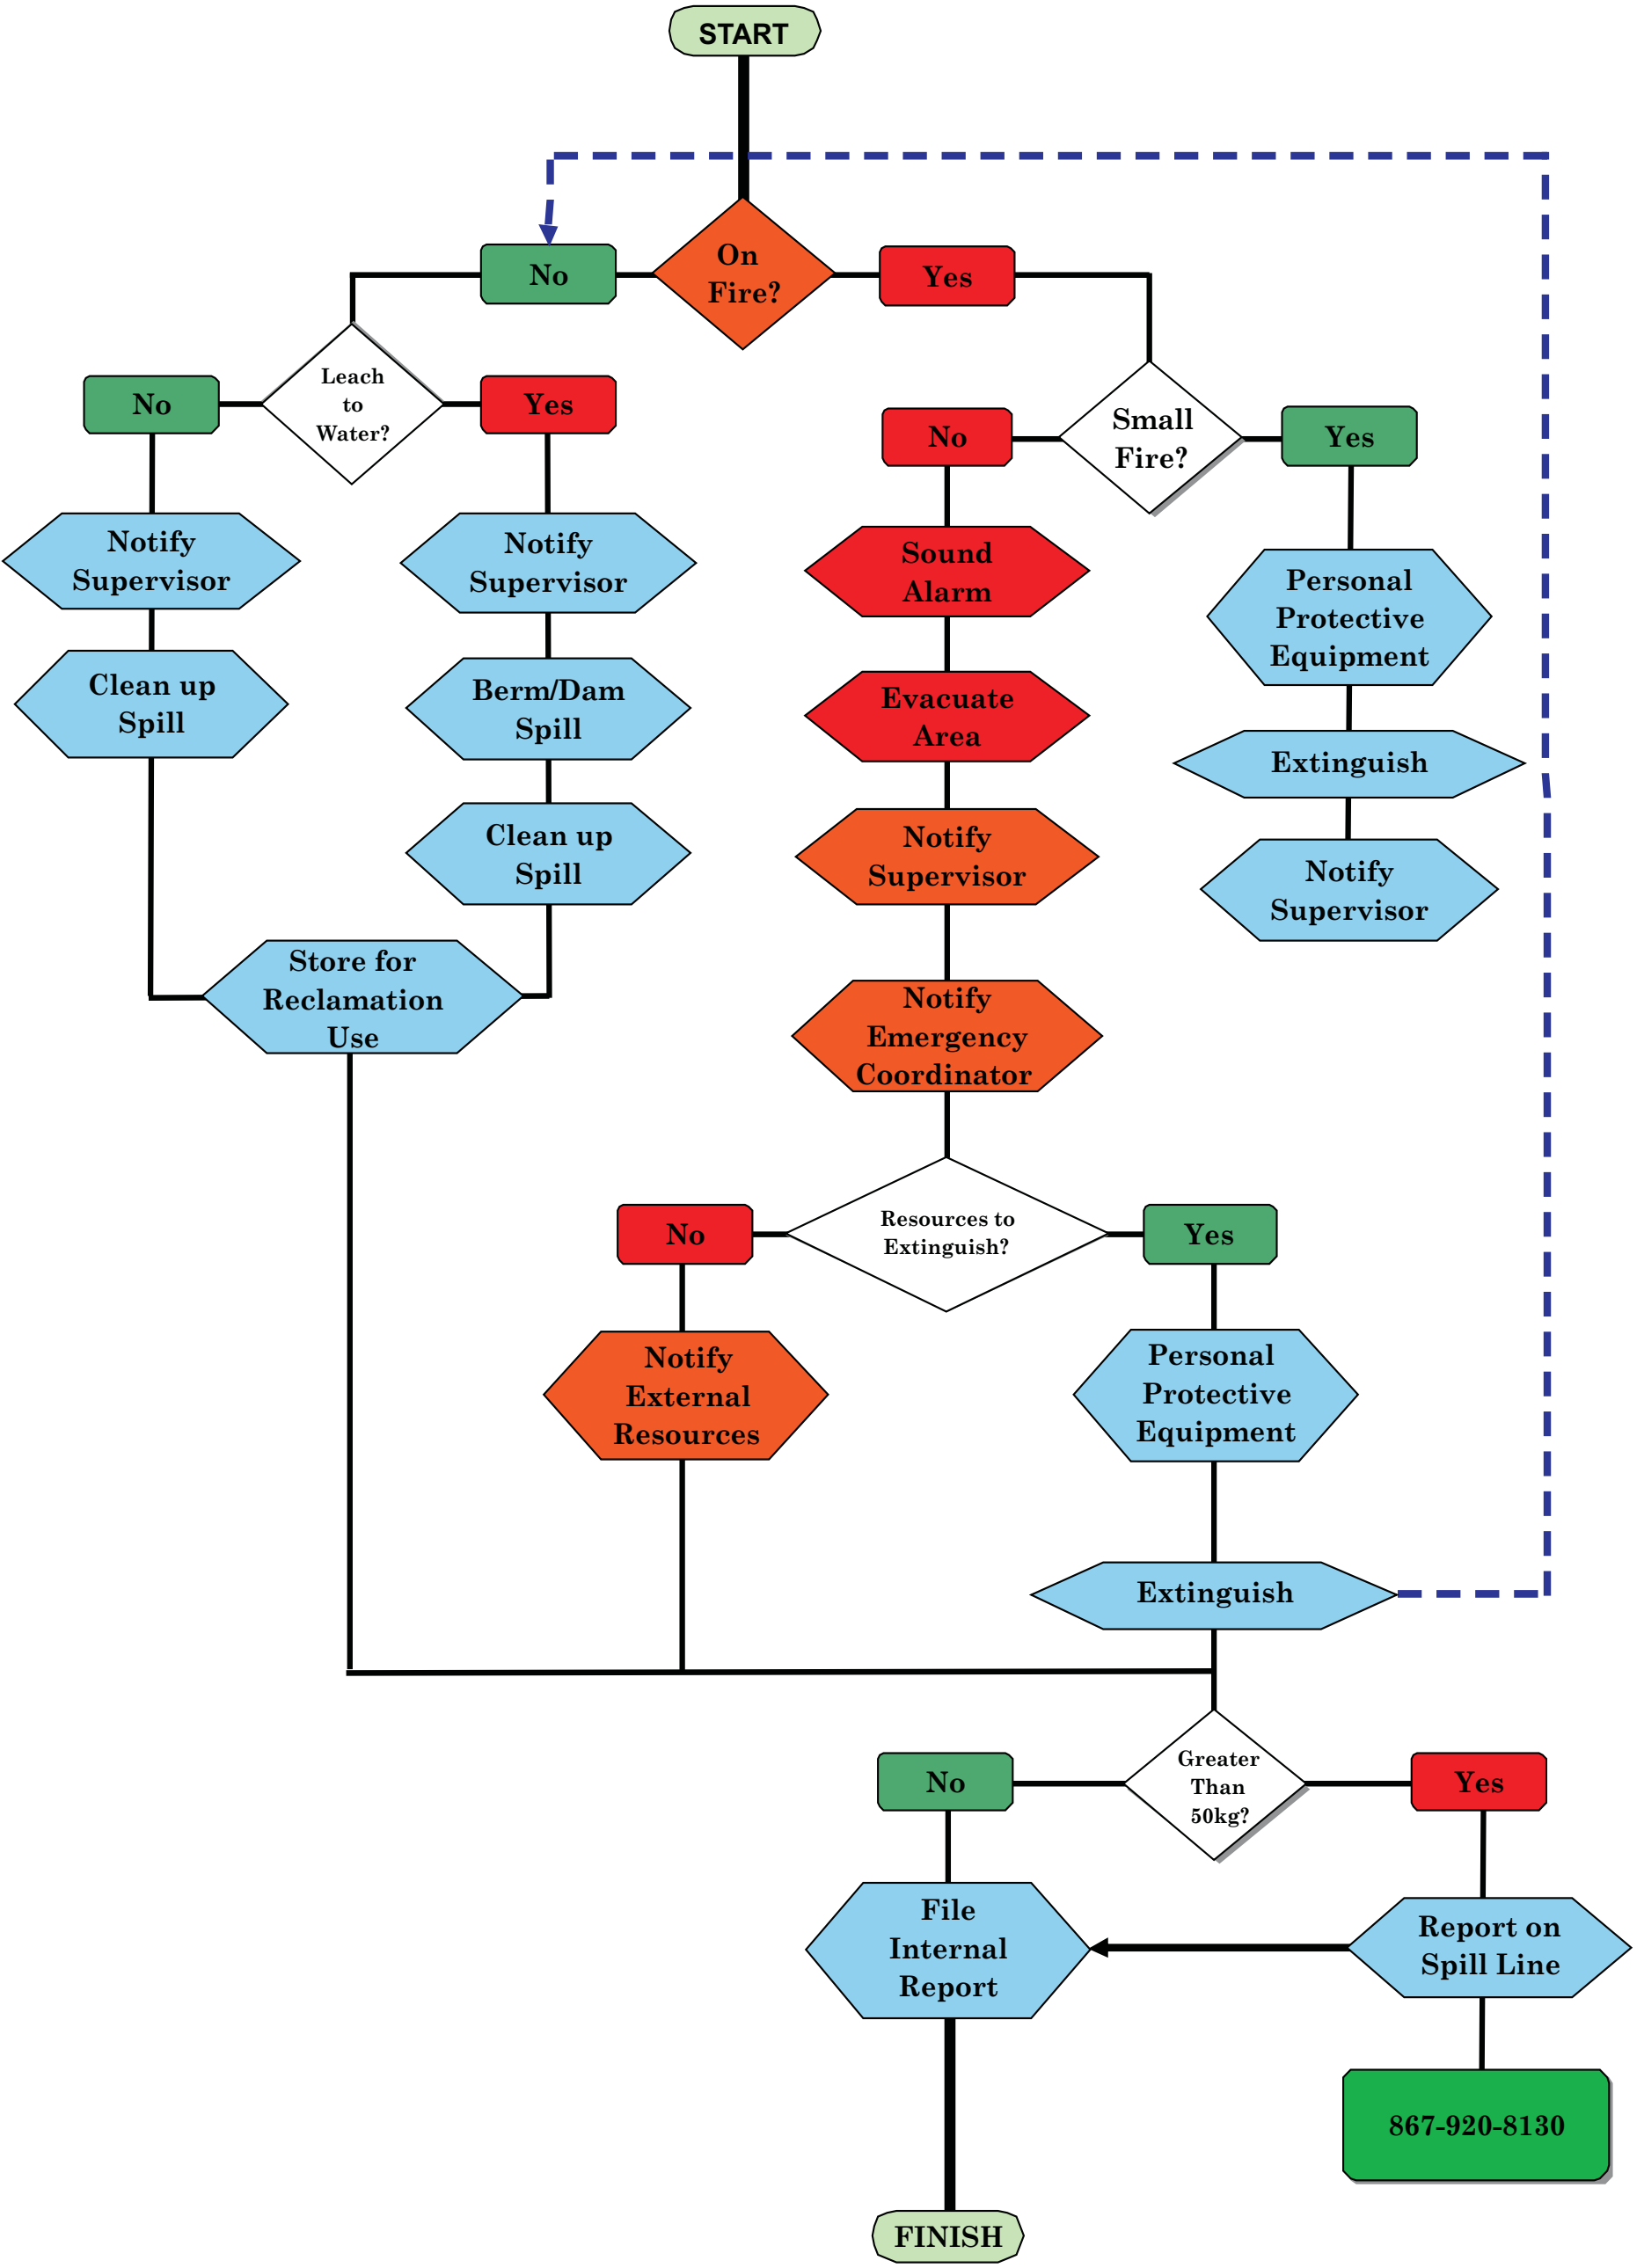 START
On
Fire?
No
Yes
Leach
to
Water?
No
Yes
Small
Fire?
No
Yes
Notify
Supervisor
Notify
Supervisor
Sound
Alarm
Personal
Protective
Equipment
Clean up
Spill
Berm/Dam
Spill
Evacuate
Area
Extinguish
Clean up
Spill
Notify
Supervisor
Notify
Supervisor
Store for
Reclamation
Use
Notify
Emergency
Coordinator
Resources to
Extinguish?
No
Yes
Notify
External
Resources
Personal
Protective
Equipment
Extinguish
Greater
Than
50kg?
No
Yes
File
Internal
Report
Report on
Spill Line
867-920-8130
FINISH